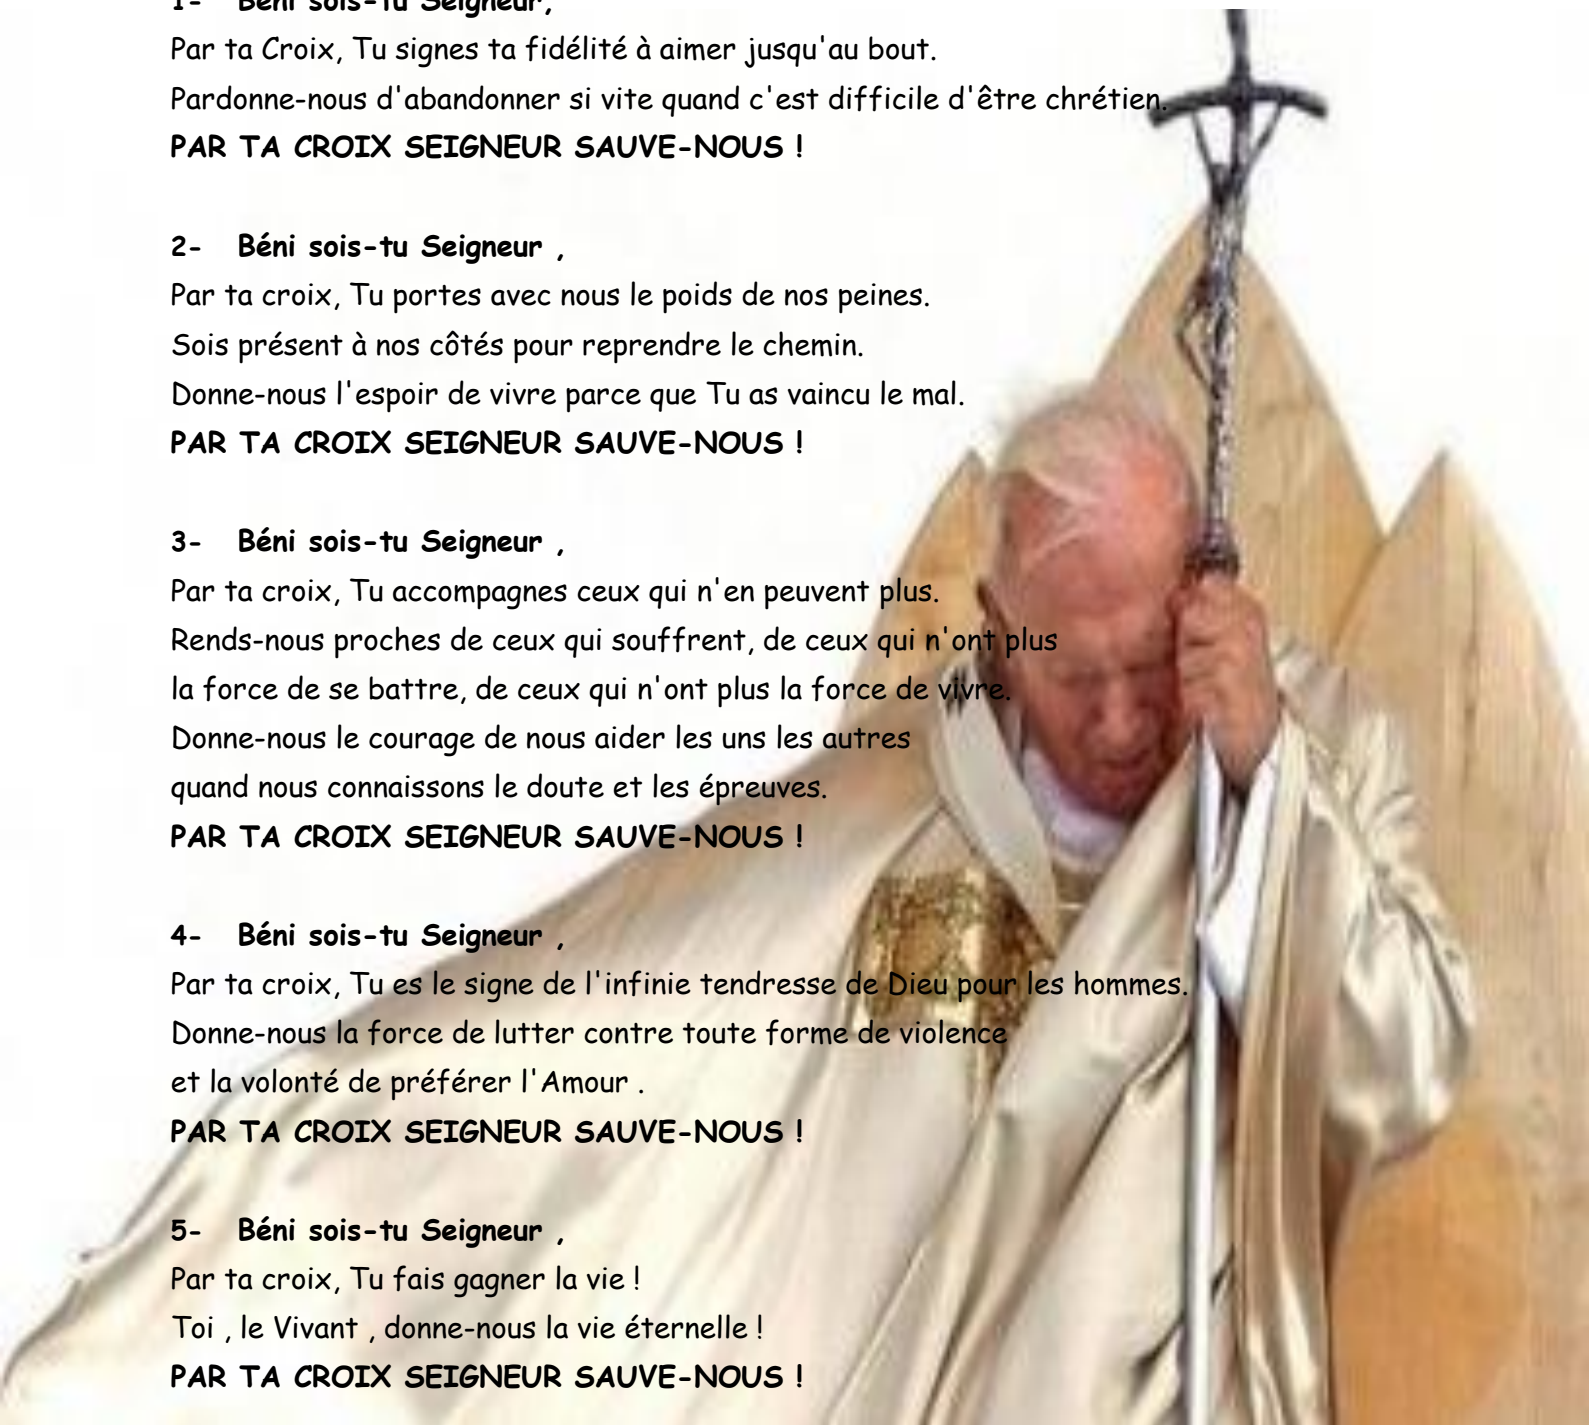 1- Béni sois-tu Seigneur,
Par ta Croix, Tu signes ta fidélité à aimer jusqu'au bout.
Pardonne-nous d'abandonner si vite quand c'est difficile d'être chrétien.
PAR TA CROIX SEIGNEUR SAUVE-NOUS !
2- Béni sois-tu Seigneur ,
Par ta croix, Tu portes avec nous le poids de nos peines.
Sois présent à nos côtés pour reprendre le chemin.
Donne-nous l'espoir de vivre parce que Tu as vaincu le mal.
PAR TA CROIX SEIGNEUR SAUVE-NOUS !
3- Béni sois-tu Seigneur ,
Par ta croix, Tu accompagnes ceux qui n'en peuvent plus.
Rends-nous proches de ceux qui souffrent, de ceux qui n'ont plus
la force de se battre, de ceux qui n'ont plus la force de vivre.
Donne-nous le courage de nous aider les uns les autres
quand nous connaissons le doute et les épreuves.
PAR TA CROIX SEIGNEUR SAUVE-NOUS !
4- Béni sois-tu Seigneur ,
Par ta croix, Tu es le signe de l'infinie tendresse de Dieu pour les hommes.
Donne-nous la force de lutter contre toute forme de violence
et la volonté de préférer l'Amour .
PAR TA CROIX SEIGNEUR SAUVE-NOUS !
5- Béni sois-tu Seigneur ,
Par ta croix, Tu fais gagner la vie !
Toi , le Vivant , donne-nous la vie éternelle !
PAR TA CROIX SEIGNEUR SAUVE-NOUS !